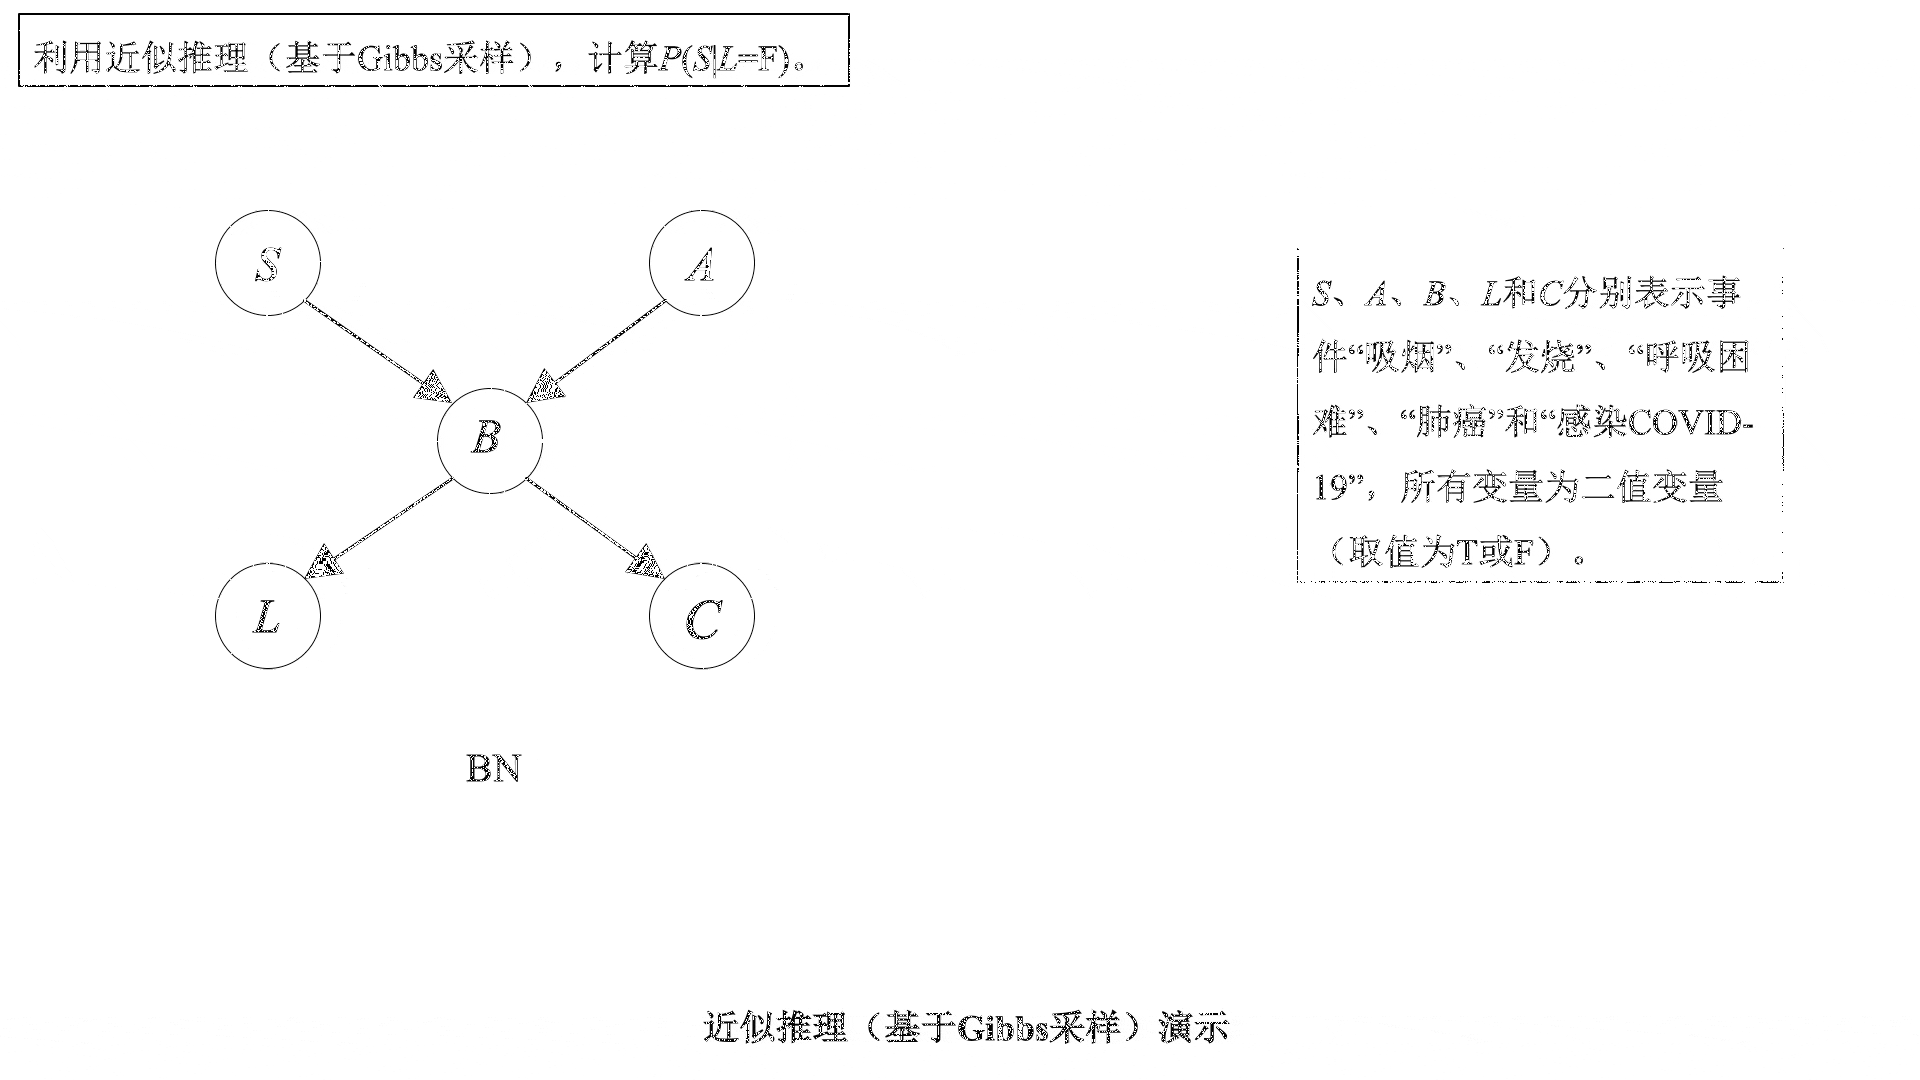 利用近似推理（基于Gibbs采样），计算P(S|L=F)。
S
A
S、A、B、L和C分别表示事
件“吸烟”、“发烧”、“呼吸困
难”、“肺癌”和“感染COVID-
19”，所有变量为二值变量
（取值为T或F）。
B
L
C
BN
近似推理（基于Gibbs采样）演示